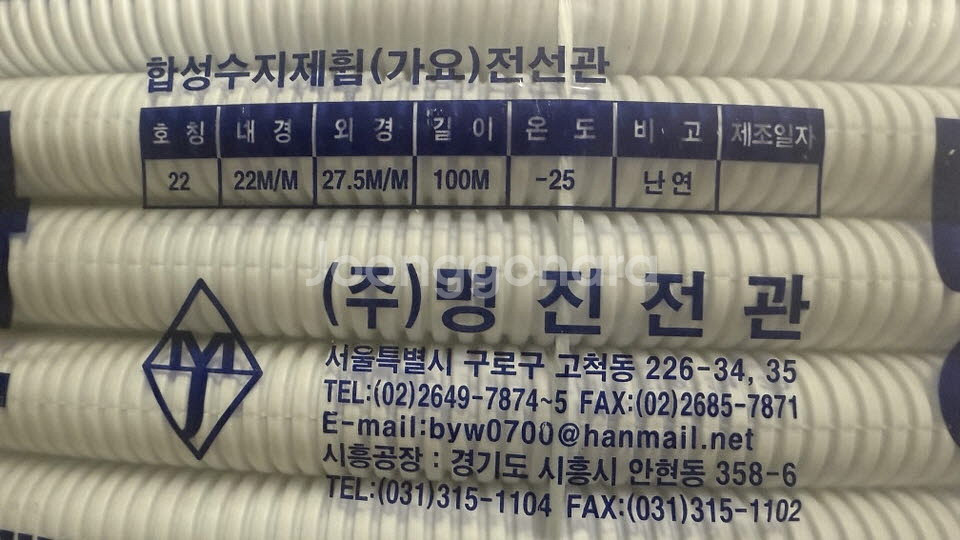 합성수지제휨(가요)전선관
호칭 내경 외경 길이 온도 비고 제조일자
22 22M/M 27.5M/M 100M -25 난연
Joonggonara
(주)명진전관
MJ
서울특별시 구로구 고척동 226-34, 35
TEL:(02)2649-7874~5 FAX:(02)2685-7871
E-mail:byw0700@hanmail.net
시흥공장 : 경기도 시흥시 안현동 358-6
TEL:(031)315-1104 FAX:(031)315-1102